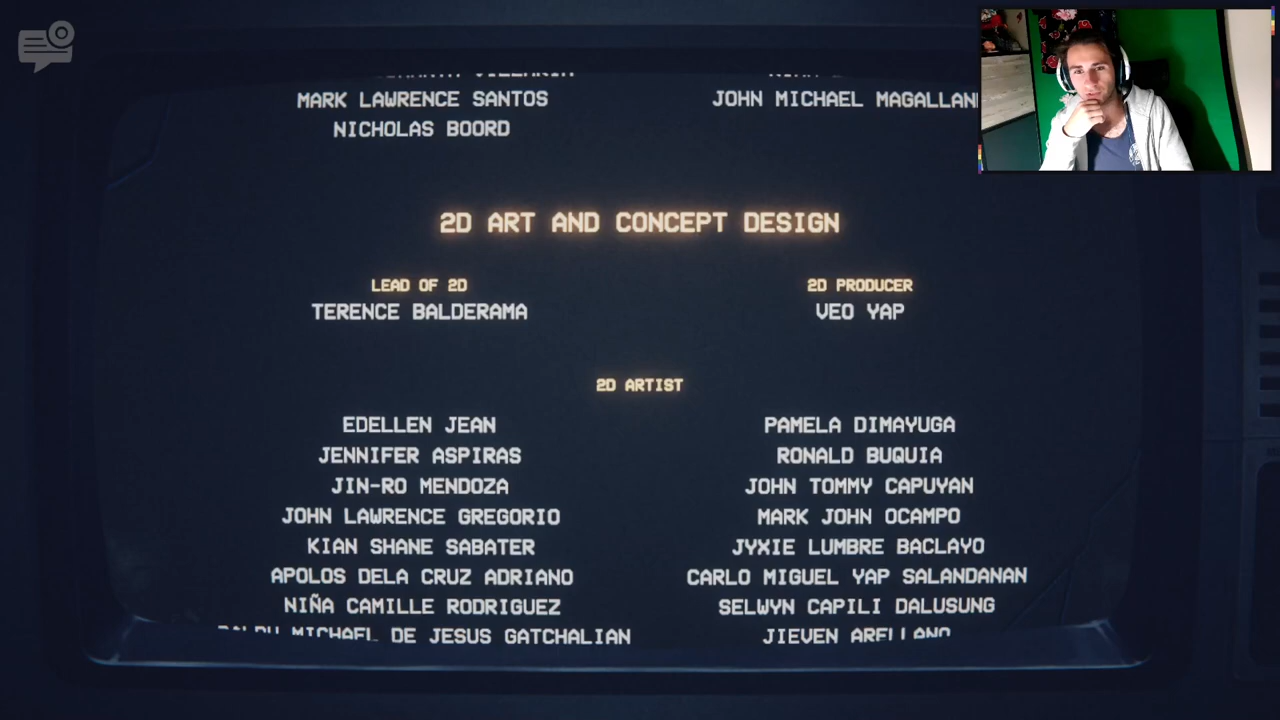 MARK LAWRENCE SANTOS
JOHN MICHAEL
NICHOLAS BOORD
2D ART AND CONCEPT DESIGN
LEAD OF 2D
TERENCE BALDERAMA
2D PRODUCER
VEO YAP
2D ARTIST
EDELLEN JEAN
PAMELA DIMAYUGA
JENNIFER ASPIRAS
RONALD BUQUIA
JIN-RO MENDOZA
JOHN TOMMY CAPUYAN
JOHN LAWRENCE GREGORIO
MARK JOHN OCAMPO
KIAN SHANE SABATER
JYXIE LUMBRE BACLAYO
APOLOS DELA CRUZ ADRIANO
CARLO MIGUEL YAP SALANDANAN
NIÑA CAMILLE RODRIGUEZ
SELWYN CAPILI DALUSUNG
MICHAEL DE JESUS GATCHALIAN
JIEVEN ARELLANO